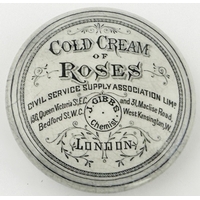 COLD CREAM
OF
ROSES
CIVIL SERVICE SUPPLY ASSOCIATION LIMD
136, Queen Victoria St. E.C. and 31, Maclise Road,
Bedford St. W.C. West Kensington, W.
J. GIBBS
Chemist
LONDON